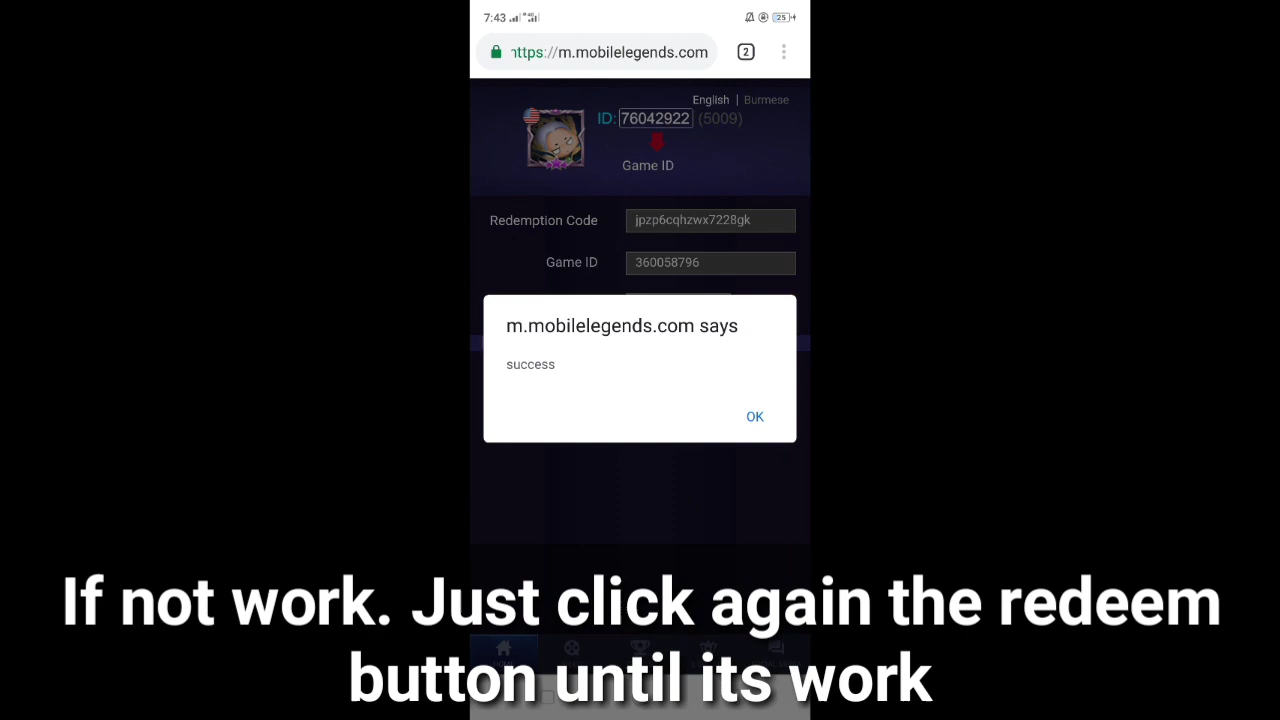 7:43
25
https://m.mobilelegends.com
2
English | Burmese
ID: 76042922 (5009)
Game ID
Redemption Code
jpzp6cqhzwx7228gk
Game ID
360058796
m.mobilelegends.com says
success
OK
If not work. Just click again the redeem
button until its work